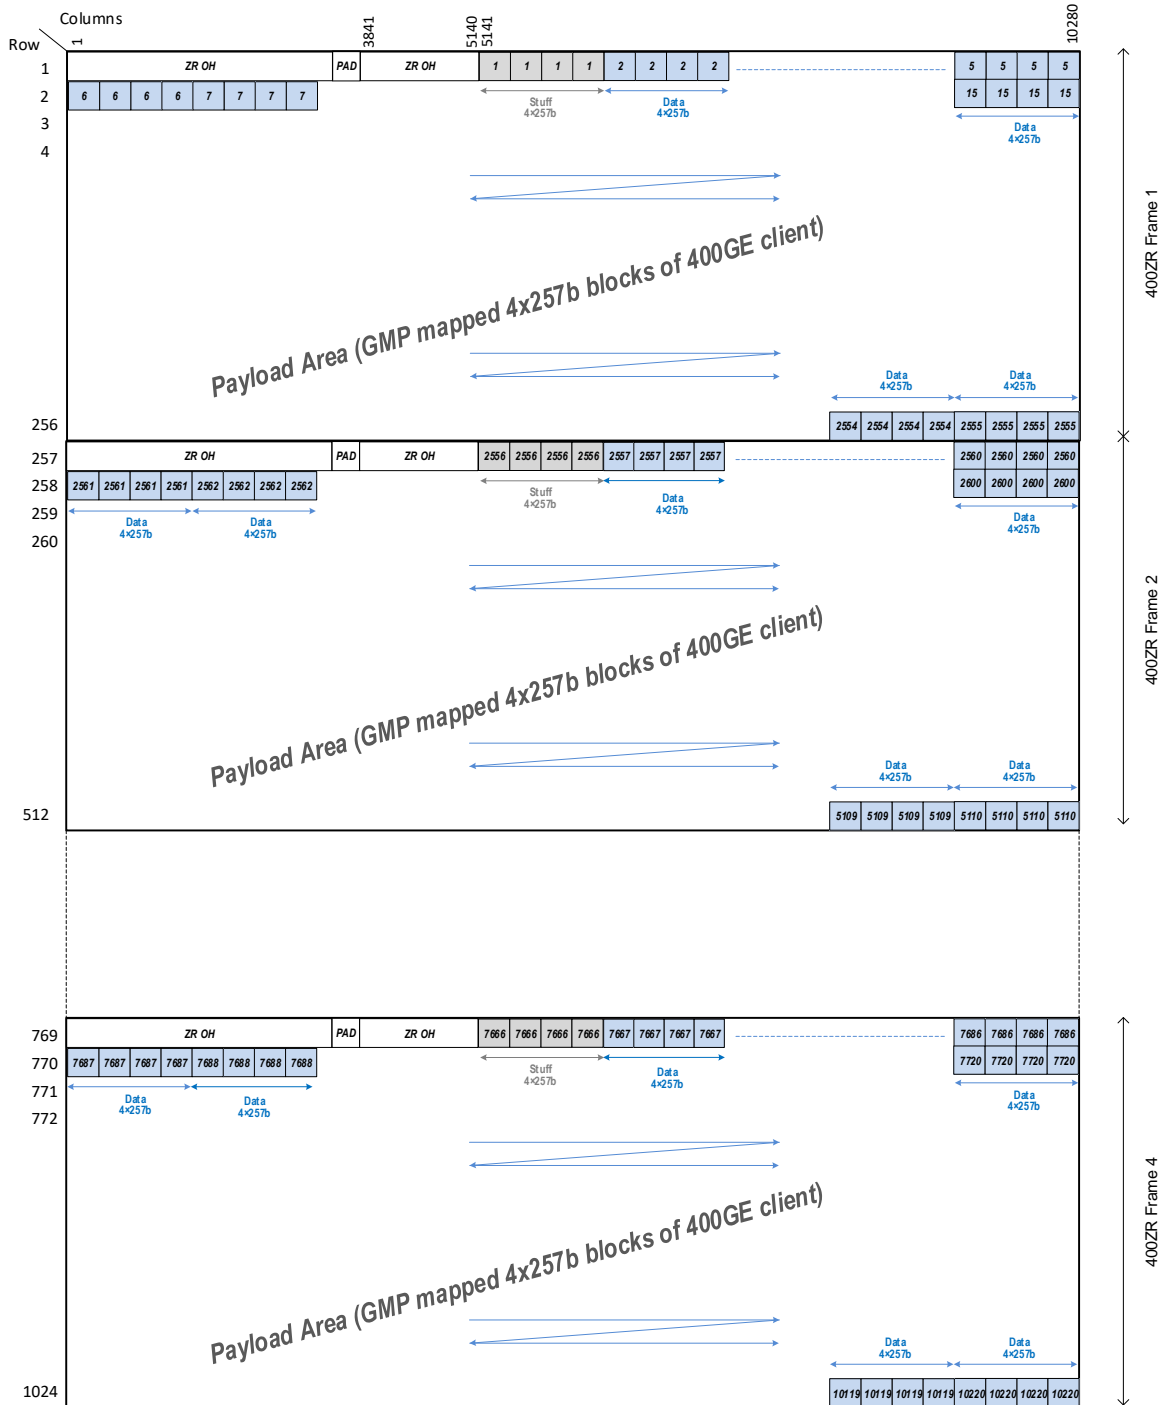 Columns
Row 1 3841 5140 5141 10280
1 ZR OH PAD ZR OH 1 1 1 1 2 2 2 2 5 5 5 5
2 6 6 6 6 7 7 7 7 15 15 15 15
Stuff Data
4×257b 4×257b
3 Data
4×257b
4
400ZR Frame 1
Payload Area (GMP mapped 4x257b blocks of 400GE client)
Data Data
4×257b 4×257b
256 2554 2554 2554 2554 2555 2555 2555 2555
257 ZR OH PAD ZR OH 2556 2556 2556 2556 2557 2557 2557 2557 2560 2560 2560 2560
258 2561 2561 2561 2561 2562 2562 2562 2562 2600 2600 2600 2600
Stuff Data
4×257b 4×257b
259 Data Data Data
4×257b 4×257b 4×257b
260
400ZR Frame 2
Payload Area (GMP mapped 4x257b blocks of 400GE client)
Data Data
4×257b 4×257b
512 5109 5109 5109 5109 5110 5110 5110 5110
769 ZR OH PAD ZR OH 7666 7666 7666 7666 7667 7667 7667 7667 7686 7686 7686 7686
770 7687 7687 7687 7687 7688 7688 7688 7688 7720 7720 7720 7720
Stuff Data
4×257b 4×257b
771 Data Data Data
4×257b 4×257b 4×257b
772
400ZR Frame 4
Payload Area (GMP mapped 4x257b blocks of 400GE client)
Data Data
4×257b 4×257b
1024 10119 10119 10119 10119 10220 10220 10220 10220